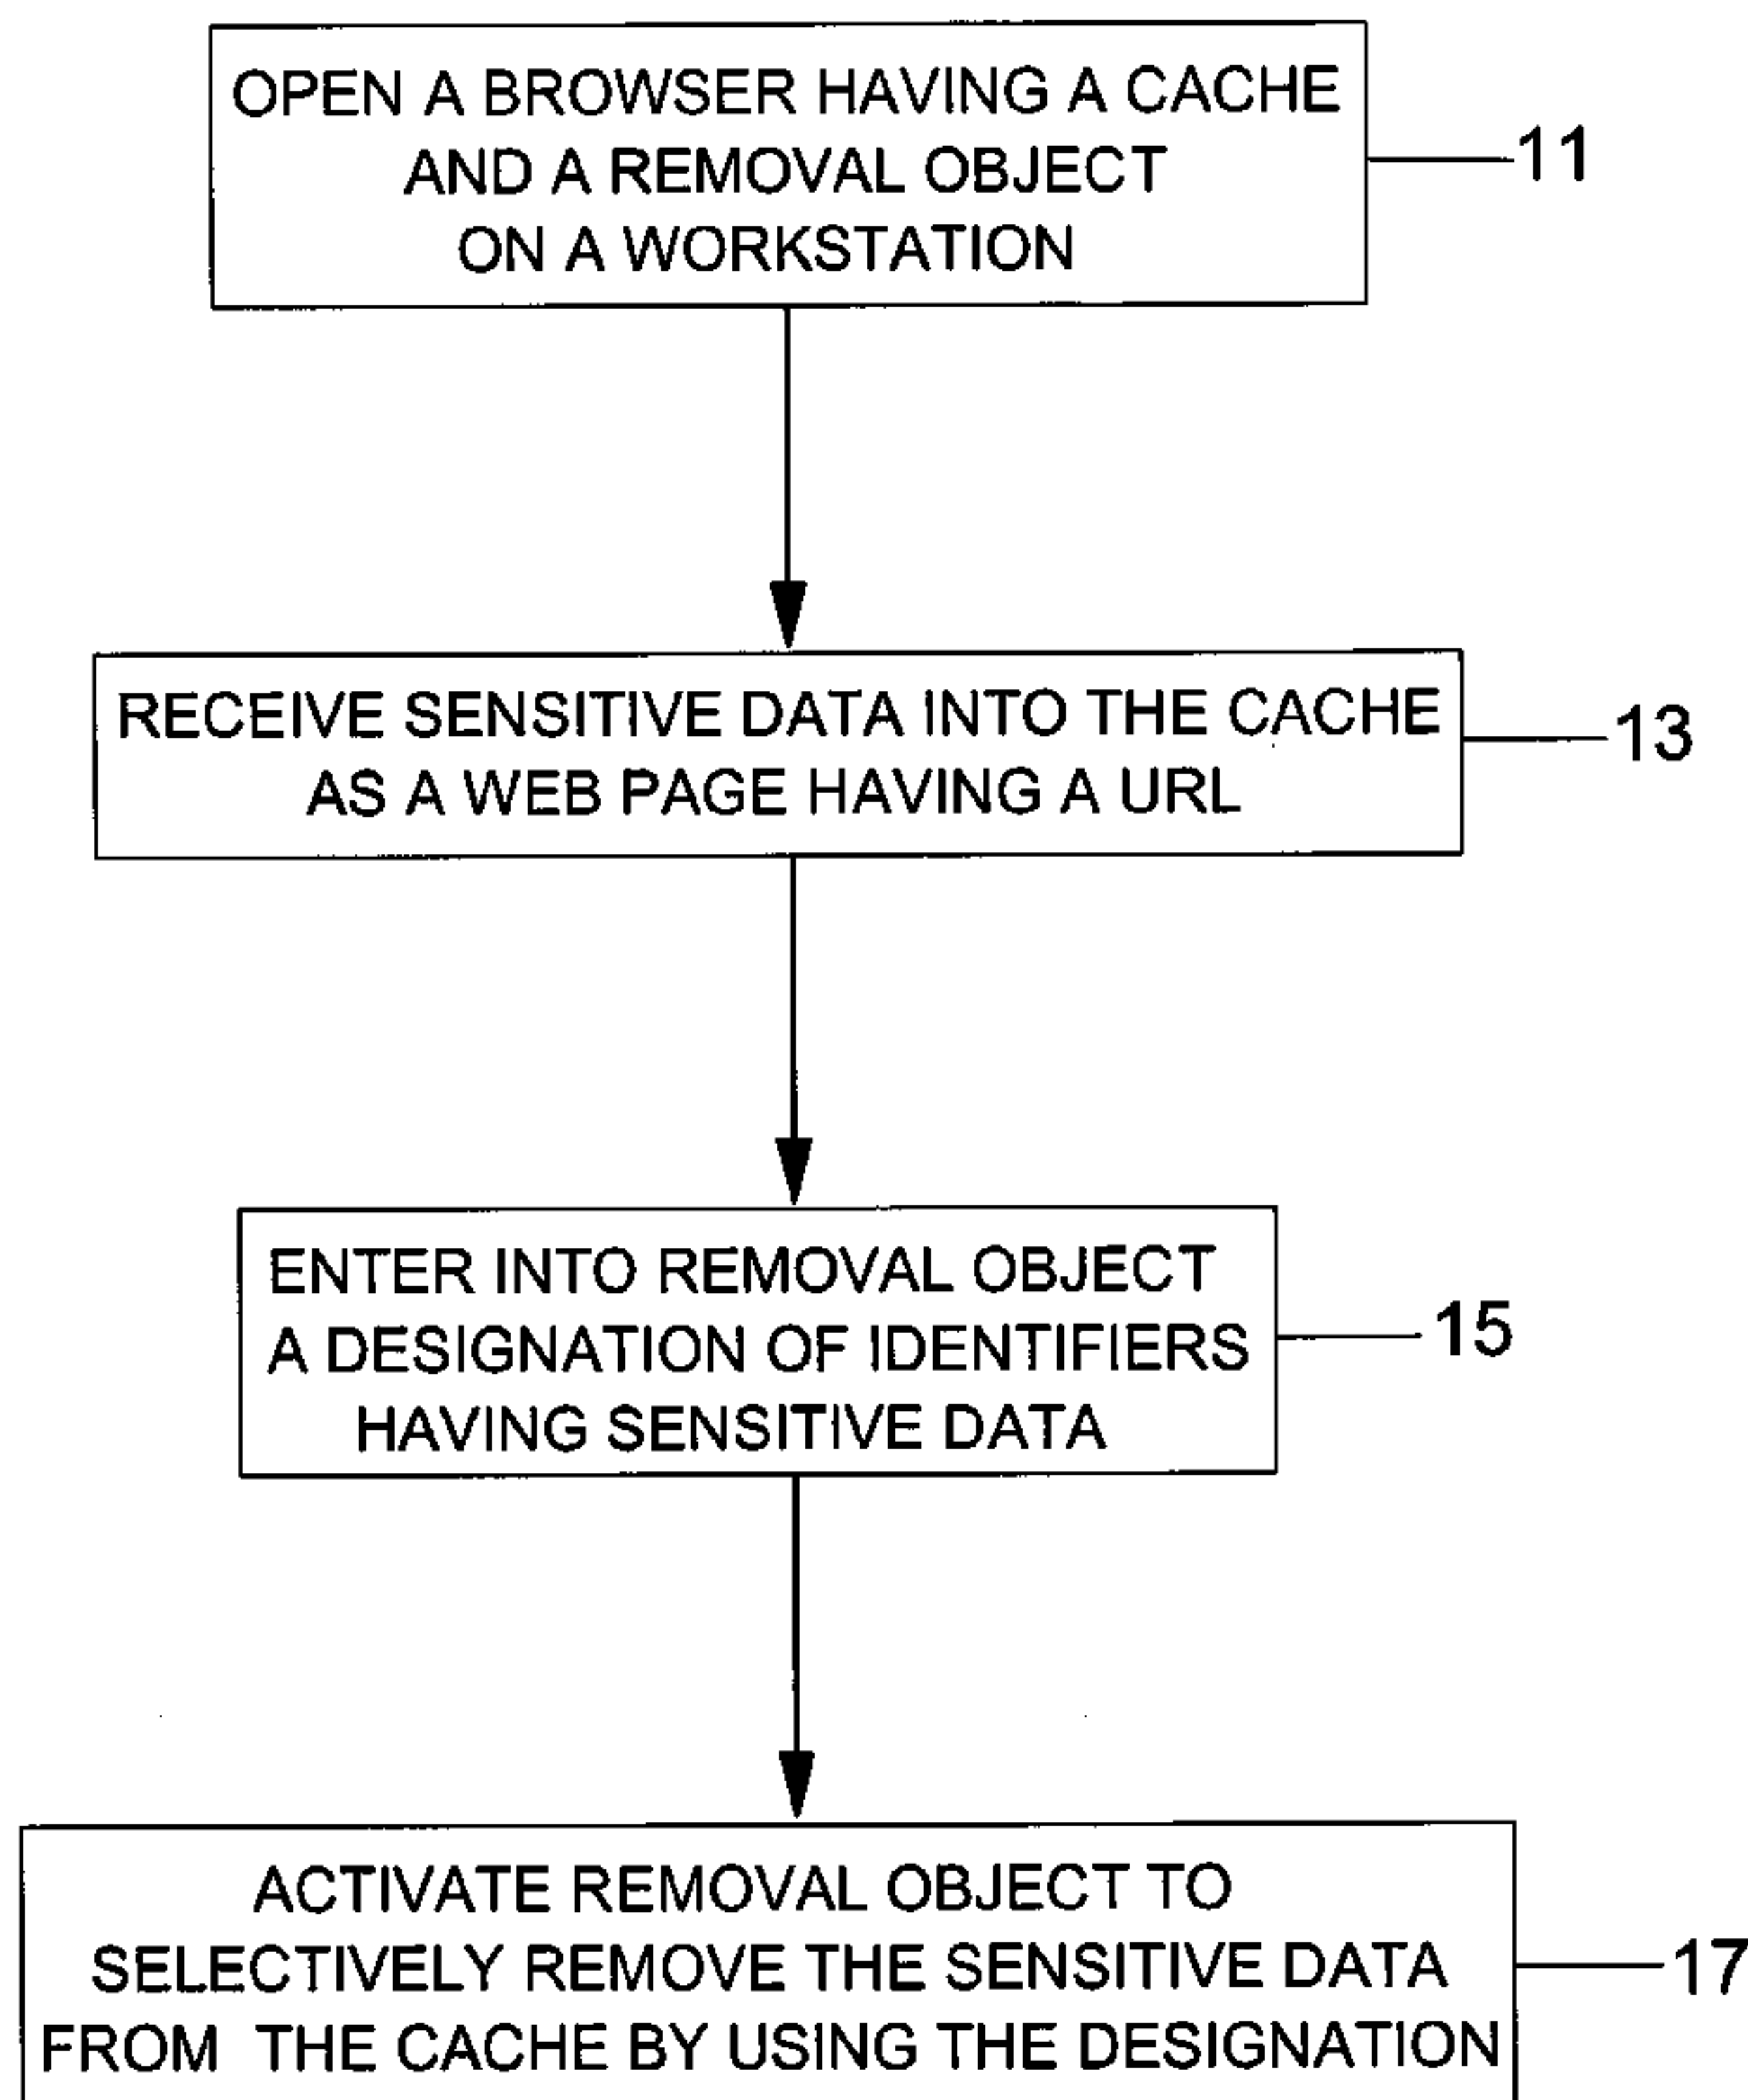 OPEN A BROWSER HAVING A CACHE
AND A REMOVAL OBJECT
ON A WORKSTATION
11
RECEIVE SENSITIVE DATA INTO THE CACHE
AS A WEB PAGE HAVING A URL
13
ENTER INTO REMOVAL OBJECT
A DESIGNATION OF IDENTIFIERS
HAVING SENSITIVE DATA
15
ACTIVATE REMOVAL OBJECT TO
SELECTIVELY REMOVE THE SENSITIVE DATA
FROM THE CACHE BY USING THE DESIGNATION
17